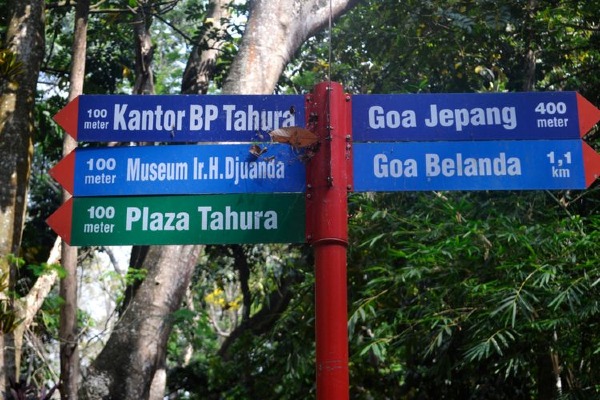 100 meter Kantor BP Tahura
100 meter Museum Ir.H.Djuanda
100 meter Plaza Tahura
Goa Jepang 400 meter
Goa Belanda 1,1 km